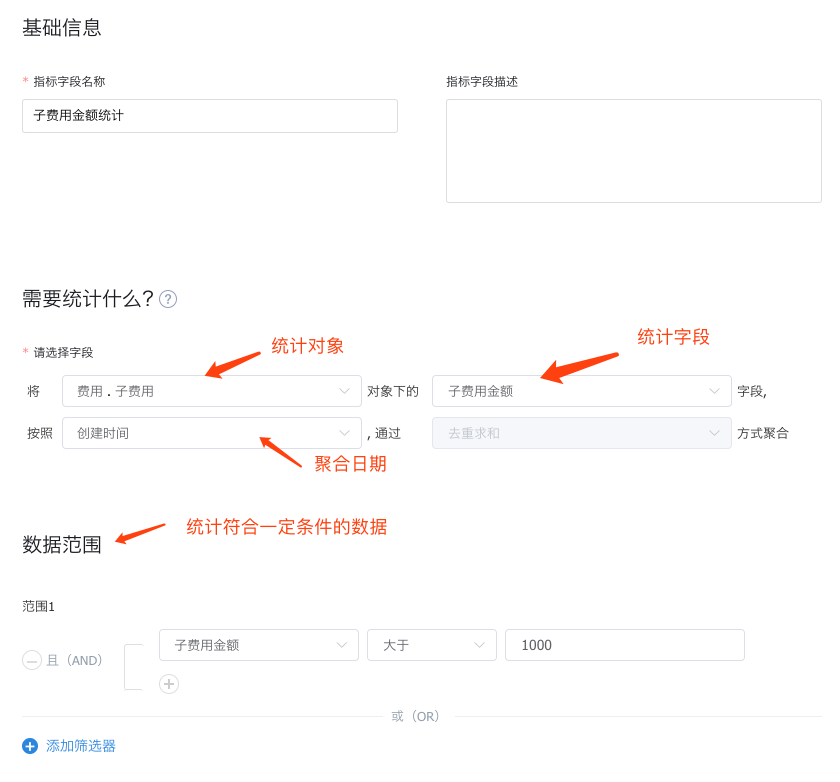 基础信息
* 指标字段名称
指标字段描述
子费用金额统计
需要统计什么? ?
* 请选择字段
统计对象
统计字段
将 费用 . 子费用 对象下的 子费用金额 字段,
按照 创建时间 , 通过 去重求和 方式聚合
聚合日期
数据范围
统计符合一定条件的数据
范围1
子费用金额 大于 1000
且（AND）
或（OR）
添加筛选器